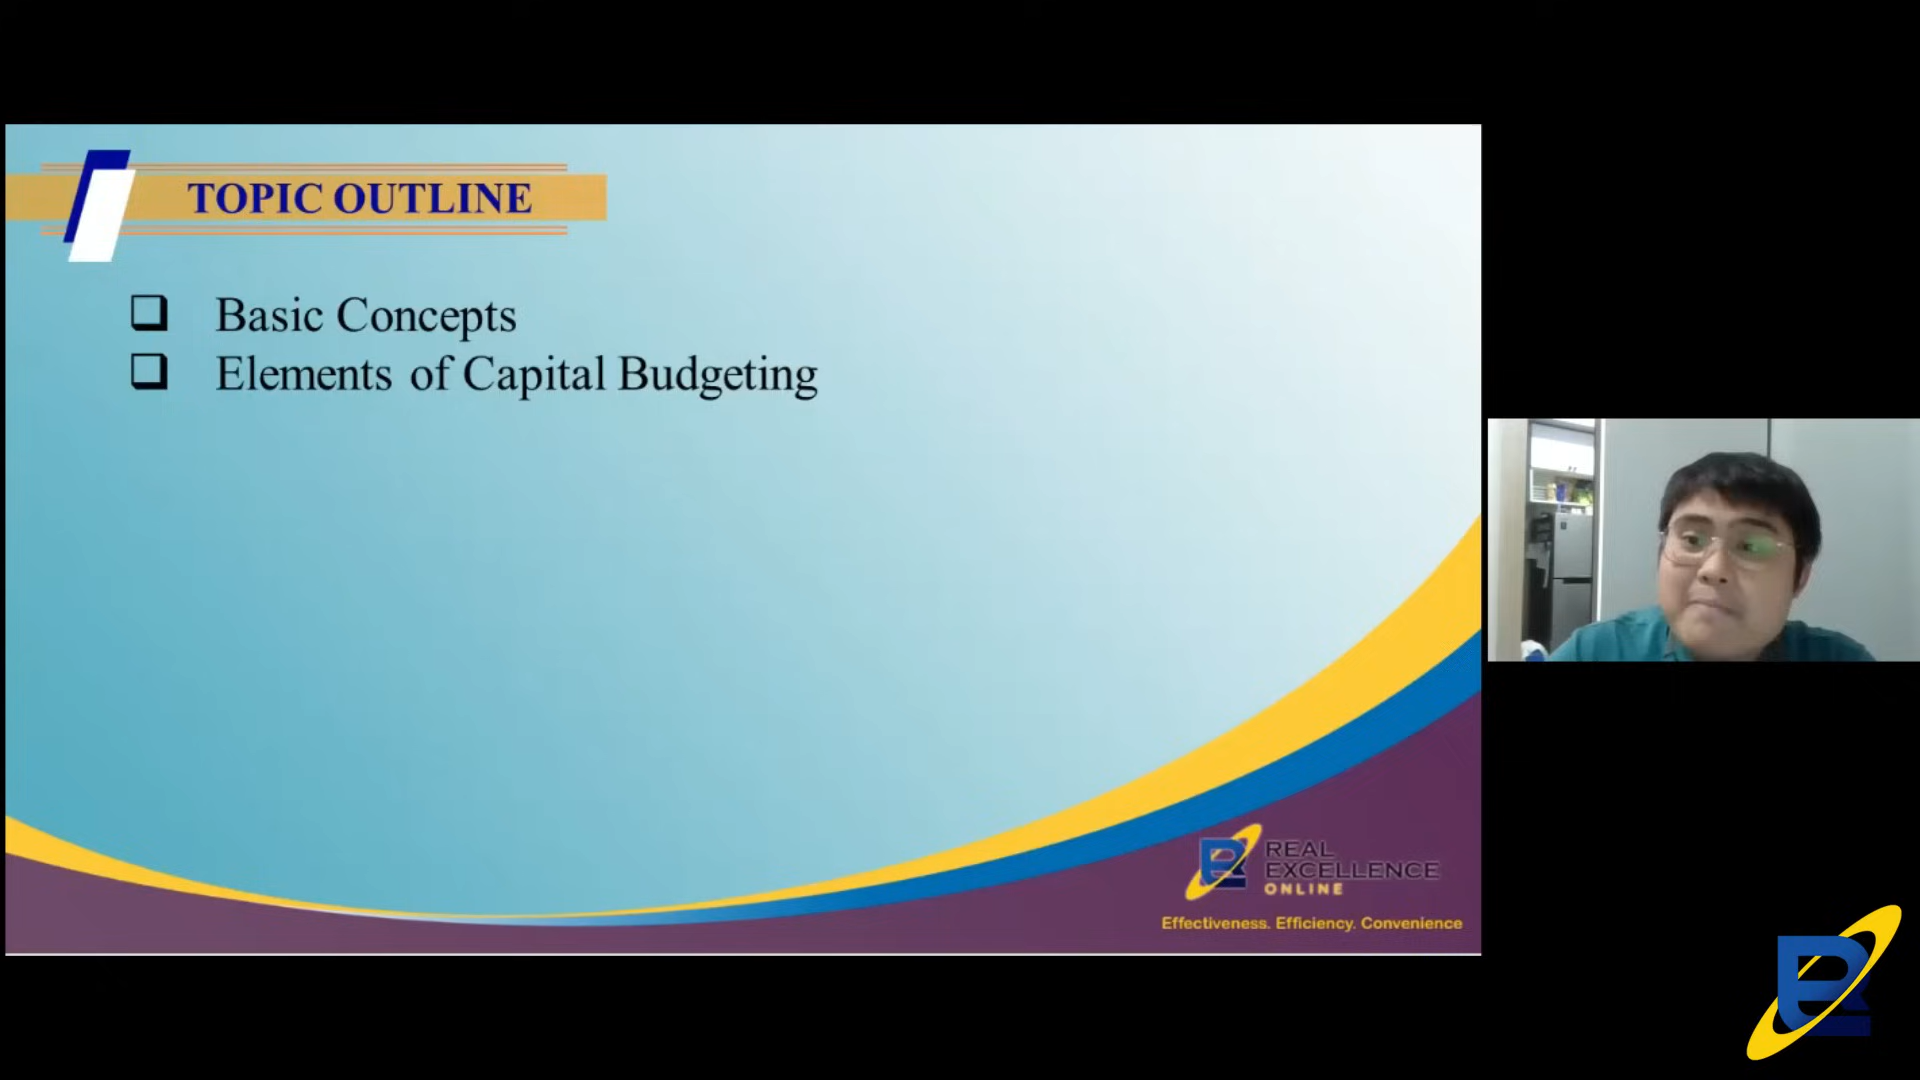 TOPIC OUTLINE
Basic Concepts
Elements of Capital Budgeting
REAL
EXCELLENCE
ONLINE
Effectiveness. Efficiency. Convenience